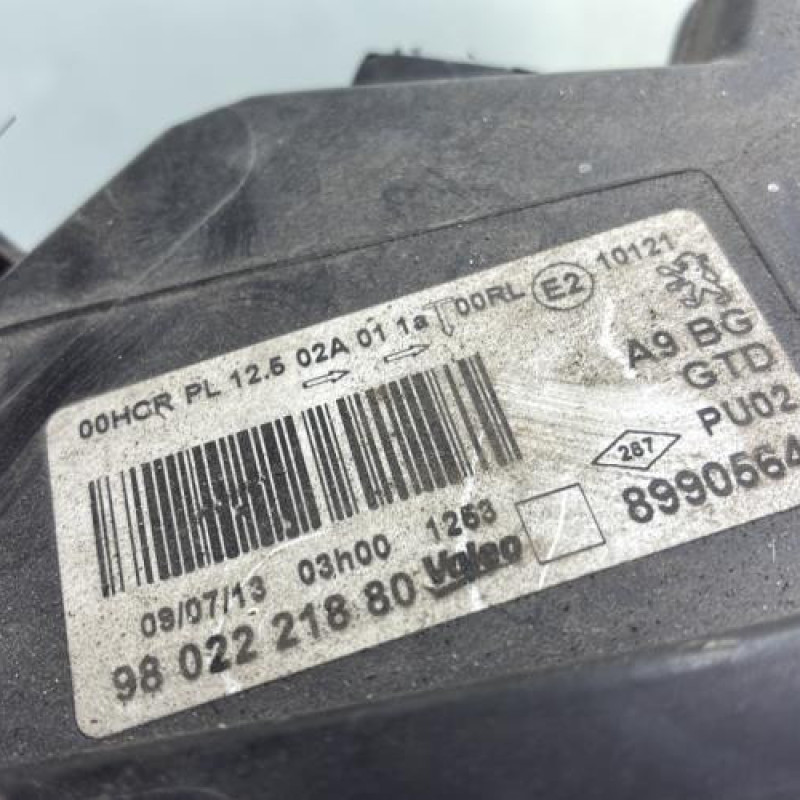 00HCR PL 12.5 02A 01 1a 00RL E2 10121
A9 BG
GTD
PU02
287
8990564
09/07/13 03h00 1253
98 022 218 80 Valeo